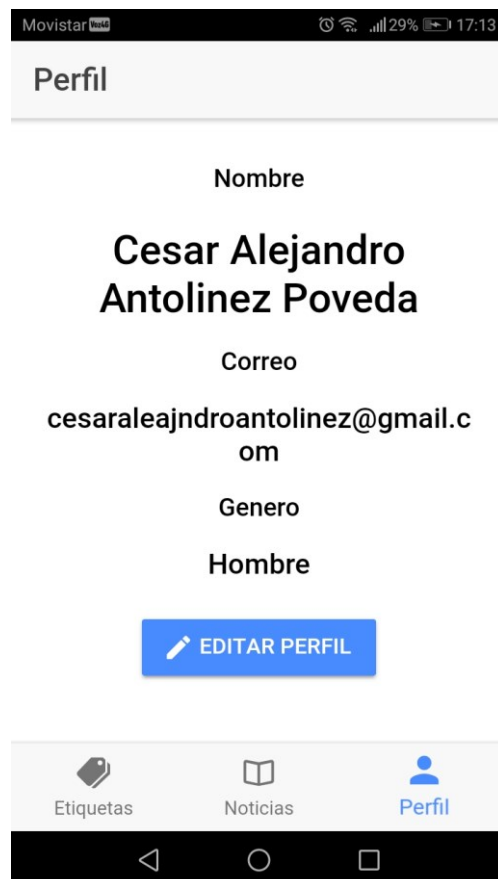 Movistar 29% 17:13
Perfil
Nombre
Cesar Alejandro
Antolinez Poveda
Correo
cesaraleajndroantolinez@gmail.c
om
Genero
Hombre
EDITAR PERFIL
Etiquetas Noticias Perfil